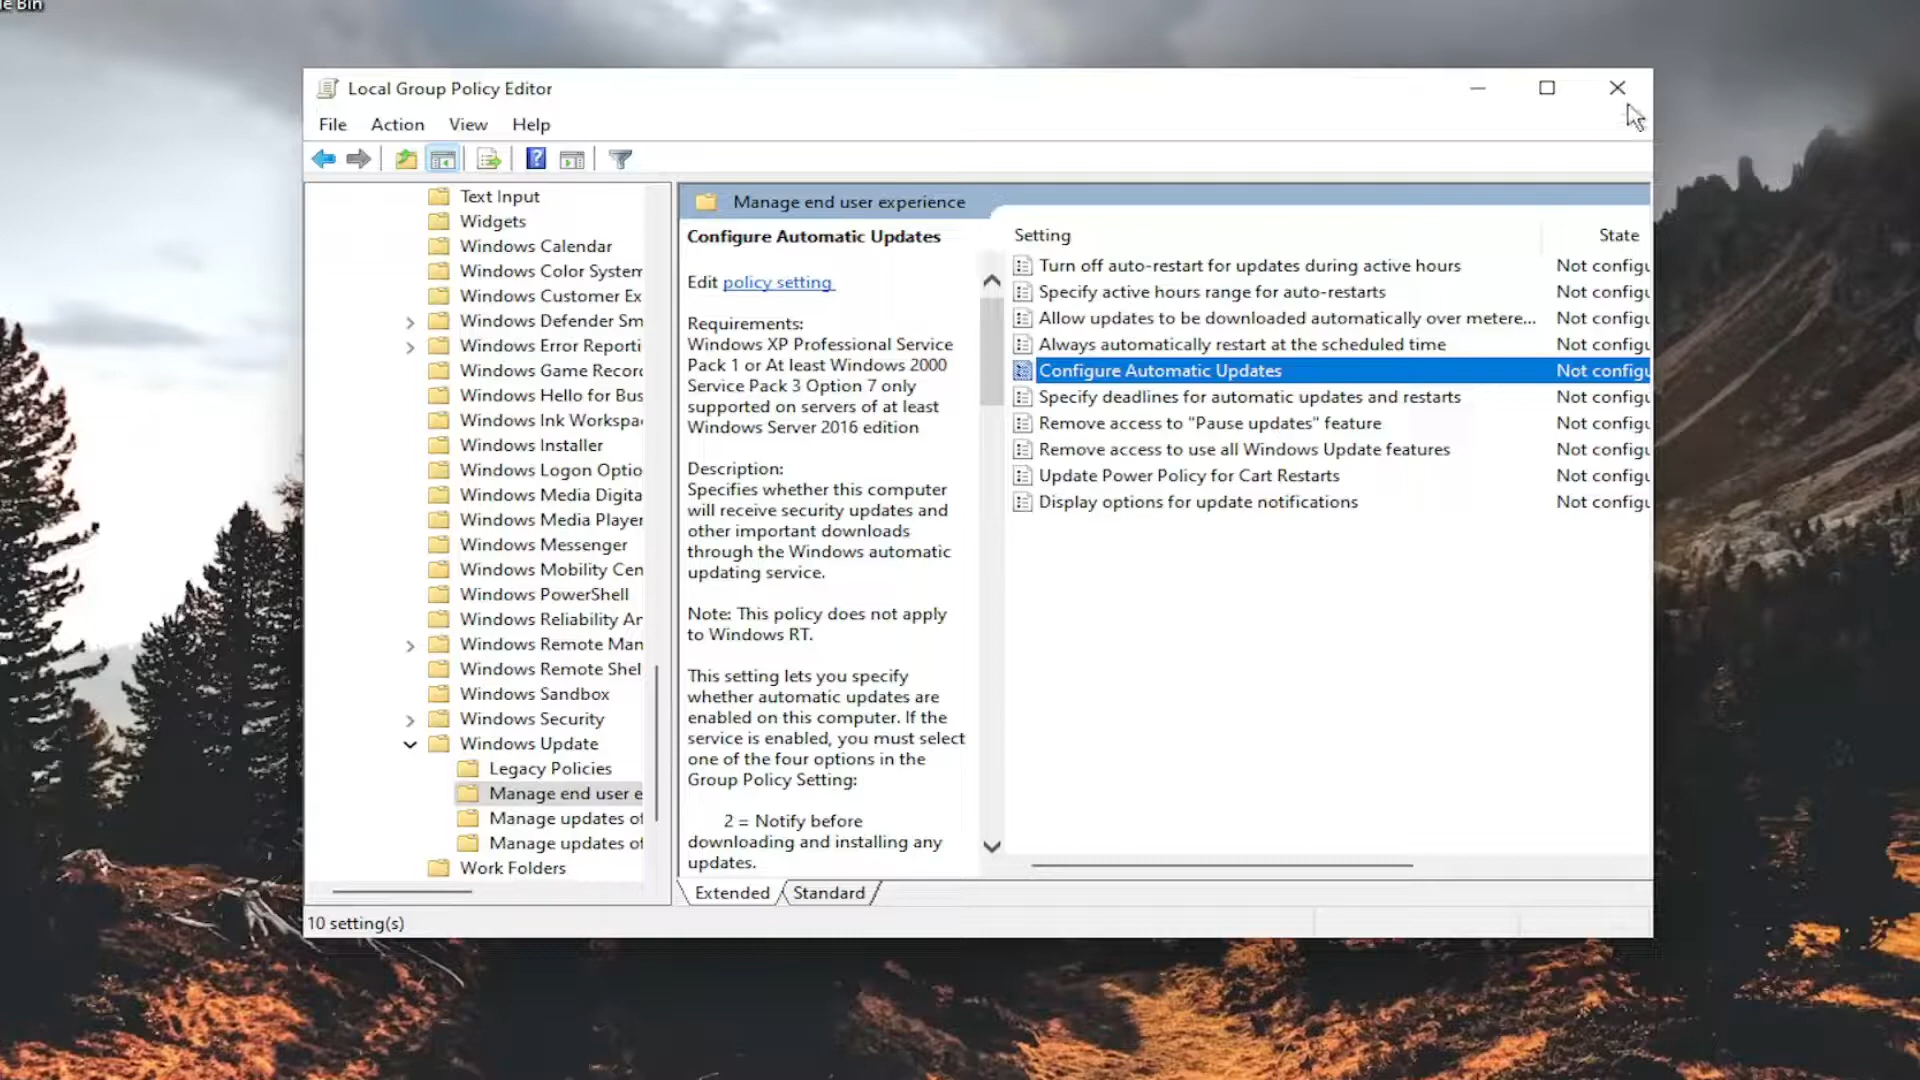 le Bin
Local Group Policy Editor
File Action View Help
Text Input
Widgets
Windows Calendar
Windows Color System
Windows Customer Ex
Windows Defender Sm
Windows Error Reporti
Windows Game Record
Windows Hello for Bus
Windows Ink Workspa
Windows Installer
Windows Logon Optio
Windows Media Digita
Windows Media Player
Windows Messenger
Windows Mobility Cen
Windows PowerShell
Windows Reliability An
Windows Remote Man
Windows Remote Shel
Windows Sandbox
Windows Security
Windows Update
Legacy Policies
Manage end user e
Manage updates of
Manage updates of
Work Folders
Manage end user experience
Configure Automatic Updates
Edit policy setting
Requirements:
Windows XP Professional Service
Pack 1 or At least Windows 2000
Service Pack 3 Option 7 only
supported on servers of at least
Windows Server 2016 edition
Description:
Specifies whether this computer
will receive security updates and
other important downloads
through the Windows automatic
updating service.
Note: This policy does not apply
to Windows RT.
This setting lets you specify
whether automatic updates are
enabled on this computer. If the
service is enabled, you must select
one of the four options in the
Group Policy Setting:
2 = Notify before
downloading and installing any
updates.
Setting State
Turn off auto-restart for updates during active hours Not configu
Specify active hours range for auto-restarts Not configu
Allow updates to be downloaded automatically over metere... Not configu
Always automatically restart at the scheduled time Not configu
Configure Automatic Updates Not configu
Specify deadlines for automatic updates and restarts Not configu
Remove access to "Pause updates" feature Not configu
Remove access to use all Windows Update features Not configu
Update Power Policy for Cart Restarts Not configu
Display options for update notifications Not configu
Extended Standard
10 setting(s)